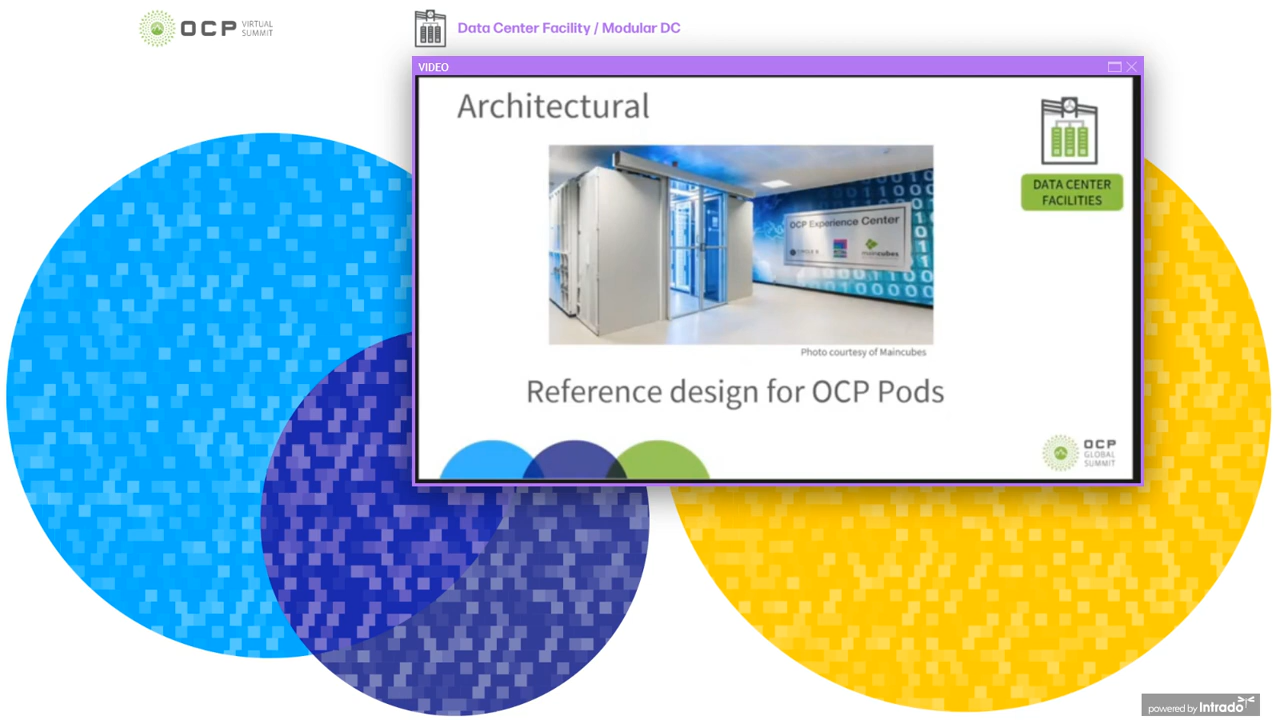 OCP VIRTUAL
SUMMIT
Data Center Facility / Modular DC
VIDEO
Architectural
DATA CENTER
FACILITIES
OCP Experience Center
maincubes
Photo courtesy of Maincubes
Reference design for OCP Pods
OCP
GLOBAL
SUMMIT
powered by Intrado